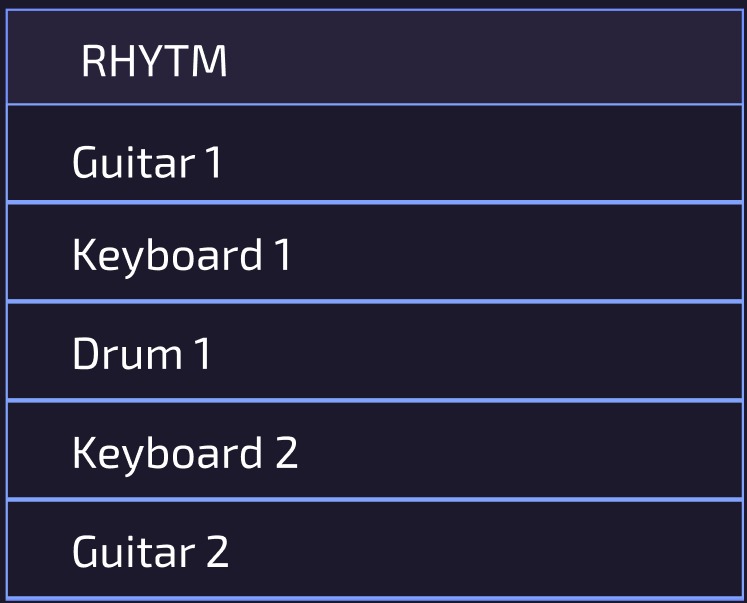 RHYTM
Guitar 1
Keyboard 1
Drum 1
Keyboard 2
Guitar 2